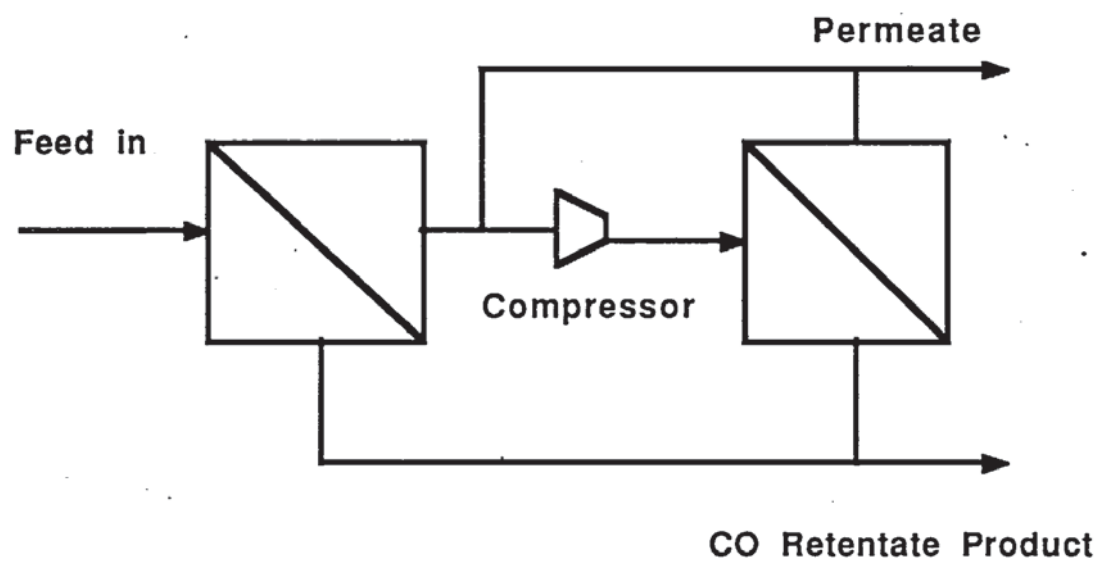 Permeate
Feed in
Compressor
CO Retentate Product